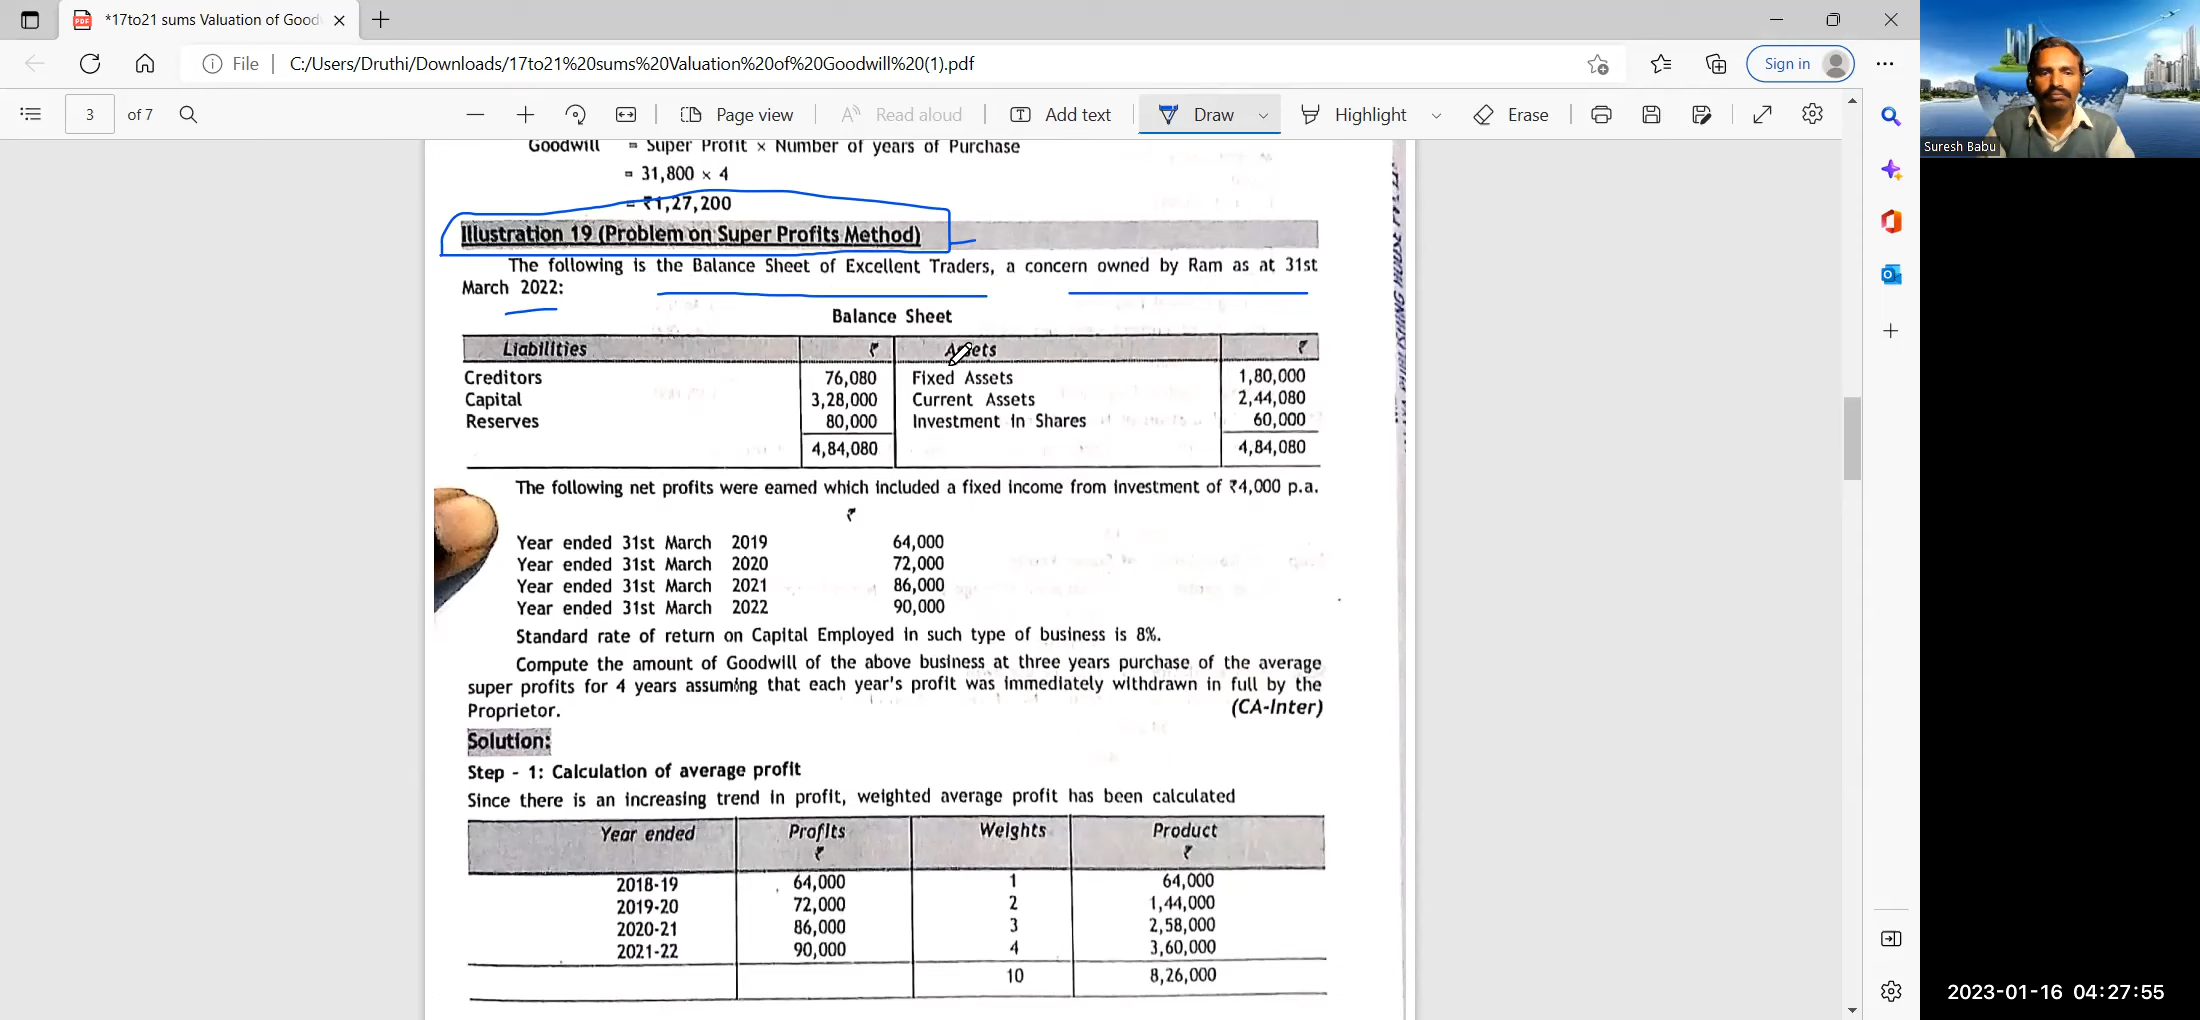 *17to21 sums Valuation of Good
File
C:/Users/Druthi/Downloads/17to21%20sums%20Valuation%20of%20Goodwill%20(1).pdf
Sign in
3 of 7
Page view
Read aloud
Add text
Draw
Highlight
Erase
Suresh Babu
Goodwill = Super Profit × Number of years of Purchase
= 31,800 × 4
= ₹1,27,200
Illustration 19 (Problem on Super Profits Method)
The following is the Balance Sheet of Excellent Traders, a concern owned by Ram as at 31st
March 2022:
Balance Sheet
Liabilities ₹ Assets ₹
Creditors 76,080 Fixed Assets 1,80,000
Capital 3,28,000 Current Assets 2,44,080
Reserves 80,000 Investment in Shares 60,000
4,84,080 4,84,080
The following net profits were earned which included a fixed income from investment of ₹4,000 p.a.
₹
Year ended 31st March 2019 64,000
Year ended 31st March 2020 72,000
Year ended 31st March 2021 86,000
Year ended 31st March 2022 90,000
Standard rate of return on Capital Employed in such type of business is 8%.
Compute the amount of Goodwill of the above business at three years purchase of the average
super profits for 4 years assuming that each year's profit was immediately withdrawn in full by the
Proprietor. (CA-Inter)
Solution:
Step - 1: Calculation of average profit
Since there is an increasing trend in profit, weighted average profit has been calculated
Year ended Profits Weights Product
₹ ₹
2018-19 64,000 1 64,000
2019-20 72,000 2 1,44,000
2020-21 86,000 3 2,58,000
2021-22 90,000 4 3,60,000
10 8,26,000
2023-01-16 04:27:55